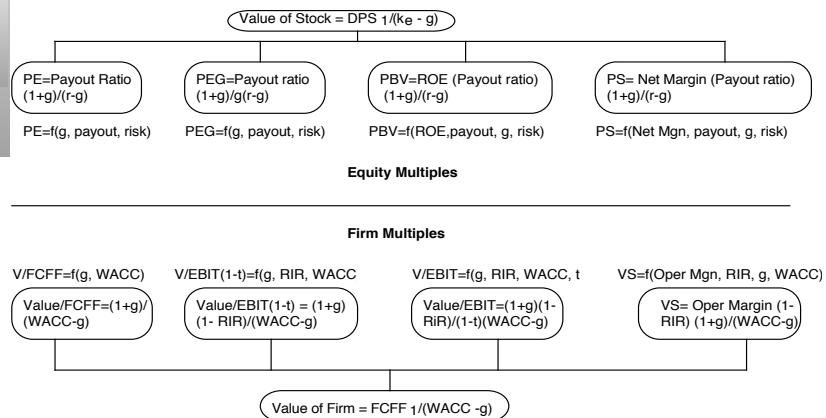 Value of Stock = DPS 1/(ke - g)
PE=Payout Ratio
(1+g)/(r-g)
PEG=Payout ratio
(1+g)/g(r-g)
PBV=ROE (Payout ratio)
(1+g)/(r-g)
PS= Net Margin (Payout ratio)
(1+g)/(r-g)
PE=f(g, payout, risk)
PEG=f(g, payout, risk)
PBV=f(ROE,payout, g, risk)
PS=f(Net Mgn, payout, g, risk)
Equity Multiples
Firm Multiples
V/FCFF=f(g, WACC)
V/EBIT(1-t)=f(g, RIR, WACC
V/EBIT=f(g, RIR, WACC, t
VS=f(Oper Mgn, RIR, g, WACC)
Value/FCFF=(1+g)/
(WACC-g)
Value/EBIT(1-t) = (1+g)
(1- RIR)/(WACC-g)
Value/EBIT=(1+g)(1-
RiR)/(1-t)(WACC-g)
VS= Oper Margin (1-
RIR) (1+g)/(WACC-g)
Value of Firm = FCFF 1/(WACC -g)